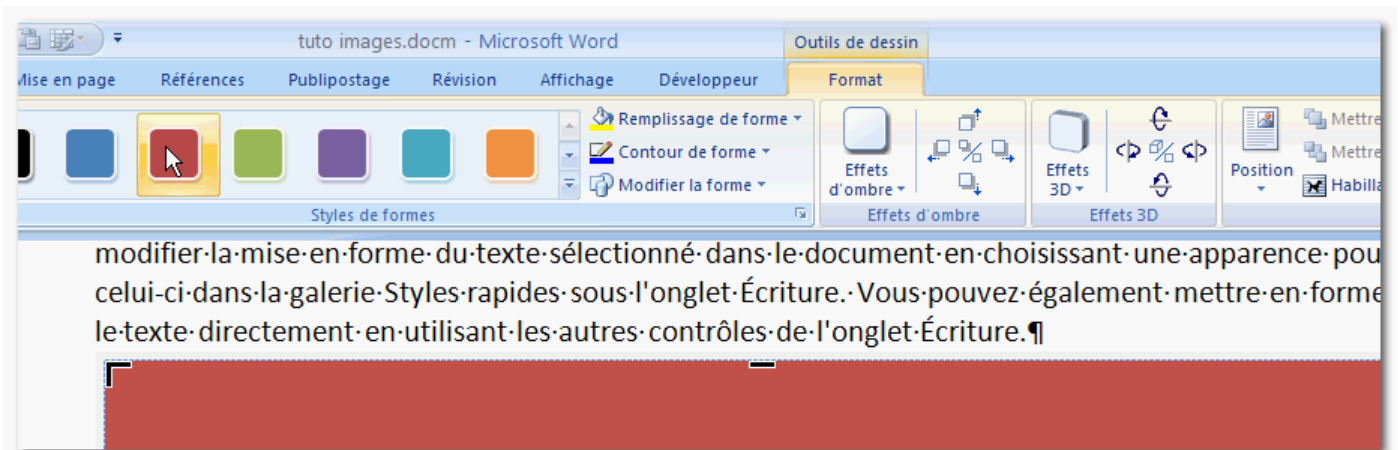 tuto images.docm - Microsoft Word
Outils de dessin
Mise en page Références Publipostage Révision Affichage Développeur Format
Remplissage de forme
Contour de forme
Modifier la forme
Styles de formes
Effets
d'ombre
Effets d'ombre
Effets
3D
Effets 3D
Position
Mettre
Mettre
Habilla
modifier·la·mise·en·forme·du·texte·sélectionné·dans·le·document·en·choisissant·une·apparence·pou
celui-ci·dans·la·galerie·Styles·rapides·sous·l'onglet·Écriture.·Vous·pouvez·également·mettre·en·forme
le·texte·directement·en·utilisant·les·autres·contrôles·de·l'onglet·Écriture.¶